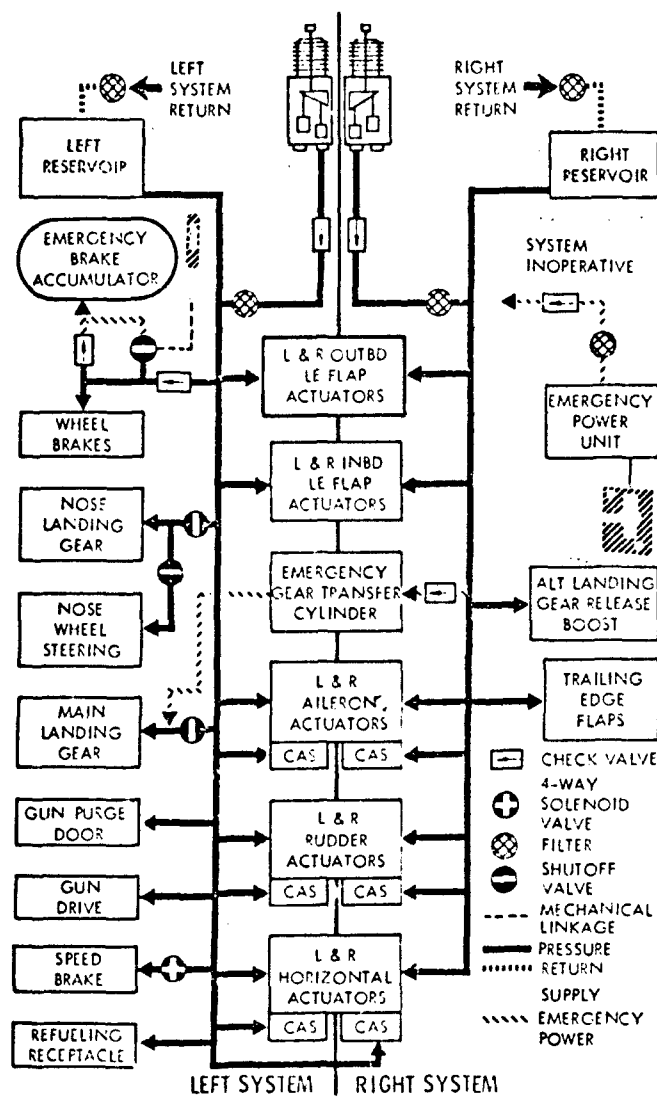 LEFT
SYSTEM
RETURN
RIGHT
SYSTEM
RETURN
LEFT
RESERVOIR
RIGHT
RESERVOIR
EMERGENCY
BRAKE
ACCUMULATOR
SYSTEM
INOPERATIVE
L & R OUTBD
LE FLAP
ACTUATORS
WHEEL
BRAKES
EMERGENCY
POWER
UNIT
L & R INBD
LE FLAP
ACTUATORS
NOSE
LANDING
GEAR
EMERGENCY
GEAR TRANSFER
CYLINDER
ALT LANDING
GEAR RELEASE
BOOST
NOSE
WHEEL
STEERING
L & R
AILERON
ACTUATORS
CAS
CAS
TRAILING
EDGE
FLAPS
MAIN
LANDING
GEAR
GUN PURGE
DOOR
L & R
RUDDER
ACTUATORS
CAS
CAS
GUN
DRIVE
SPEED
BRAKE
L & R
HORIZONTAL
ACTUATORS
CAS
CAS
REFUELING
RECEPTACLE
CHECK VALVE
4-WAY
SOLENOID
VALVE
FILTER
SHUTOFF
VALVE
MECHANICAL
LINKAGE
PRESSURE
RETURN
SUPPLY
EMERGENCY
POWER
LEFT SYSTEM
RIGHT SYSTEM